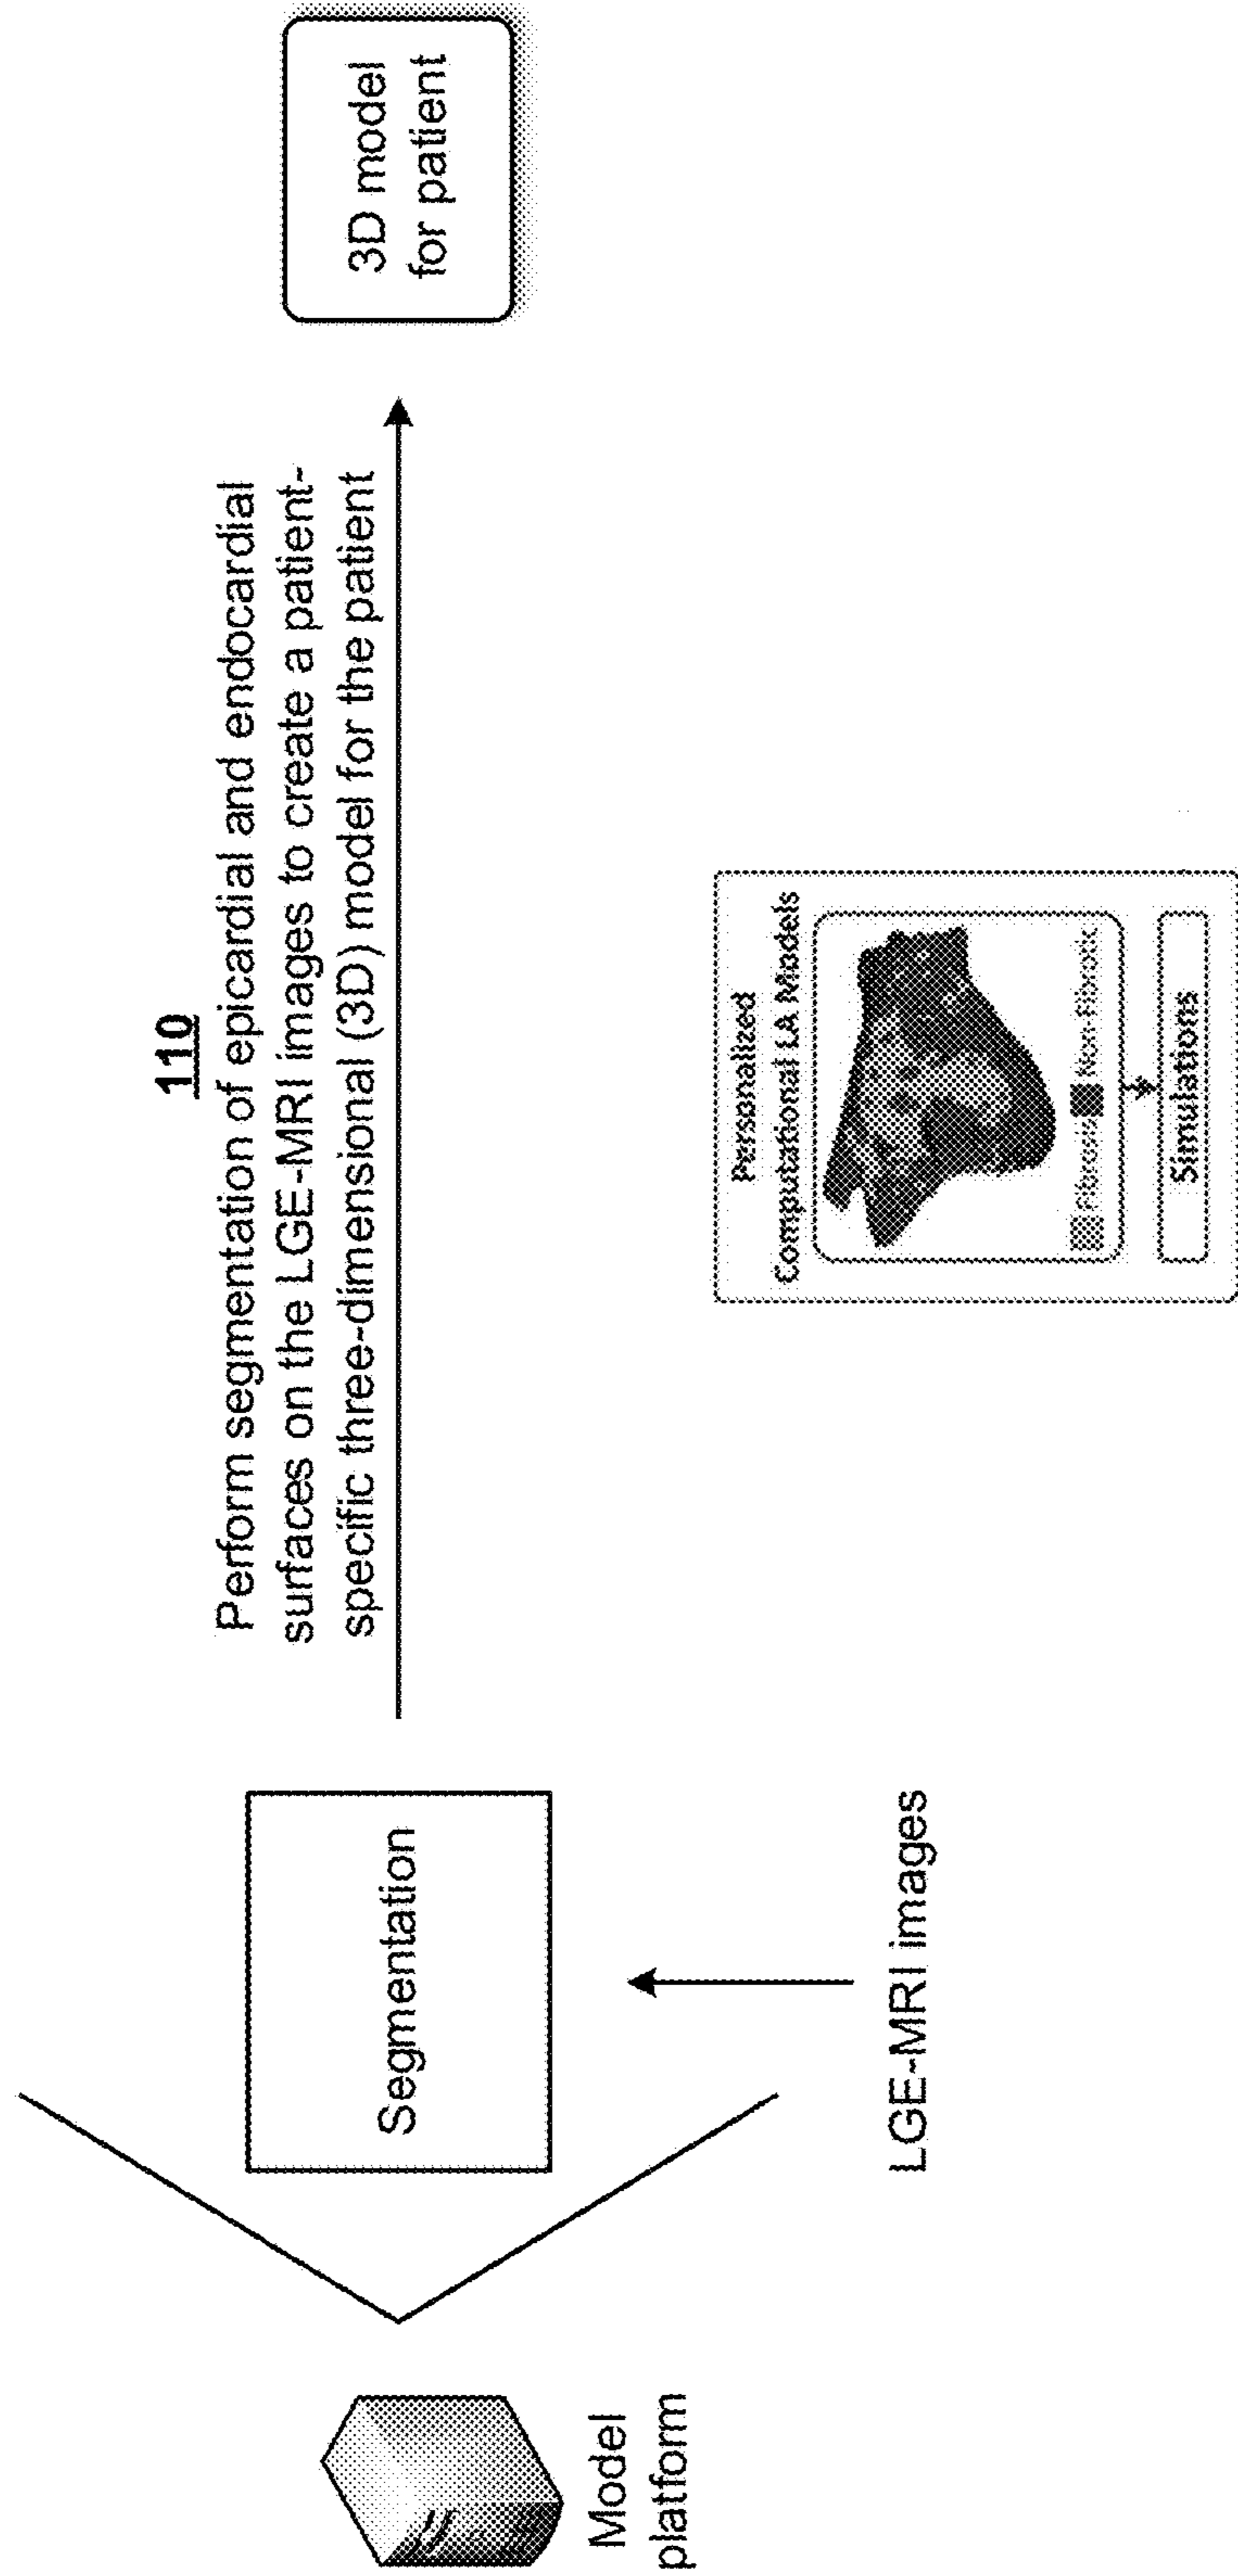 110
Perform segmentation of epicardial and endocardial
surfaces on the LGE-MRI images to create a patient-
specific three-dimensional (3D) model for the patient
Model
platform
Segmentation
3D model
for patient
LGE-MRI images
Personalized
Computational LA Models
Fibrosis Non-Fibrotic
Simulations